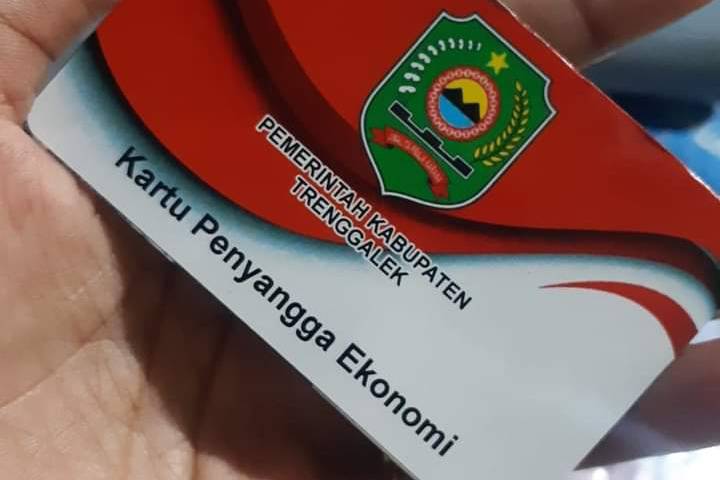 PEMERINTAH KABUPATEN
TRENGGALEK
Kartu Penyangga Ekonomi